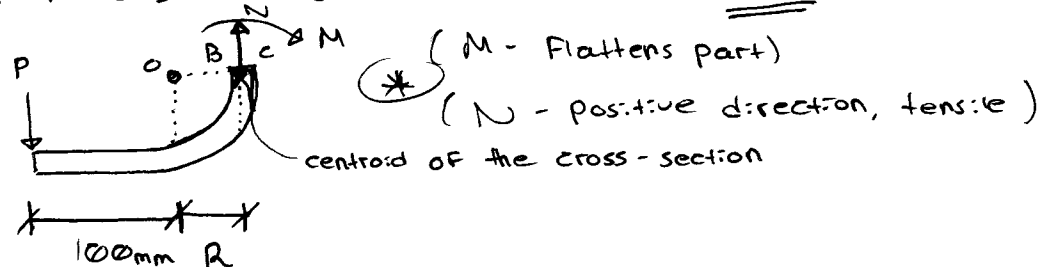 N
M
P
O
B
C
* (M - Flattens part)
(N - positive direction, tensile)
centroid of the cross-section
100mm R